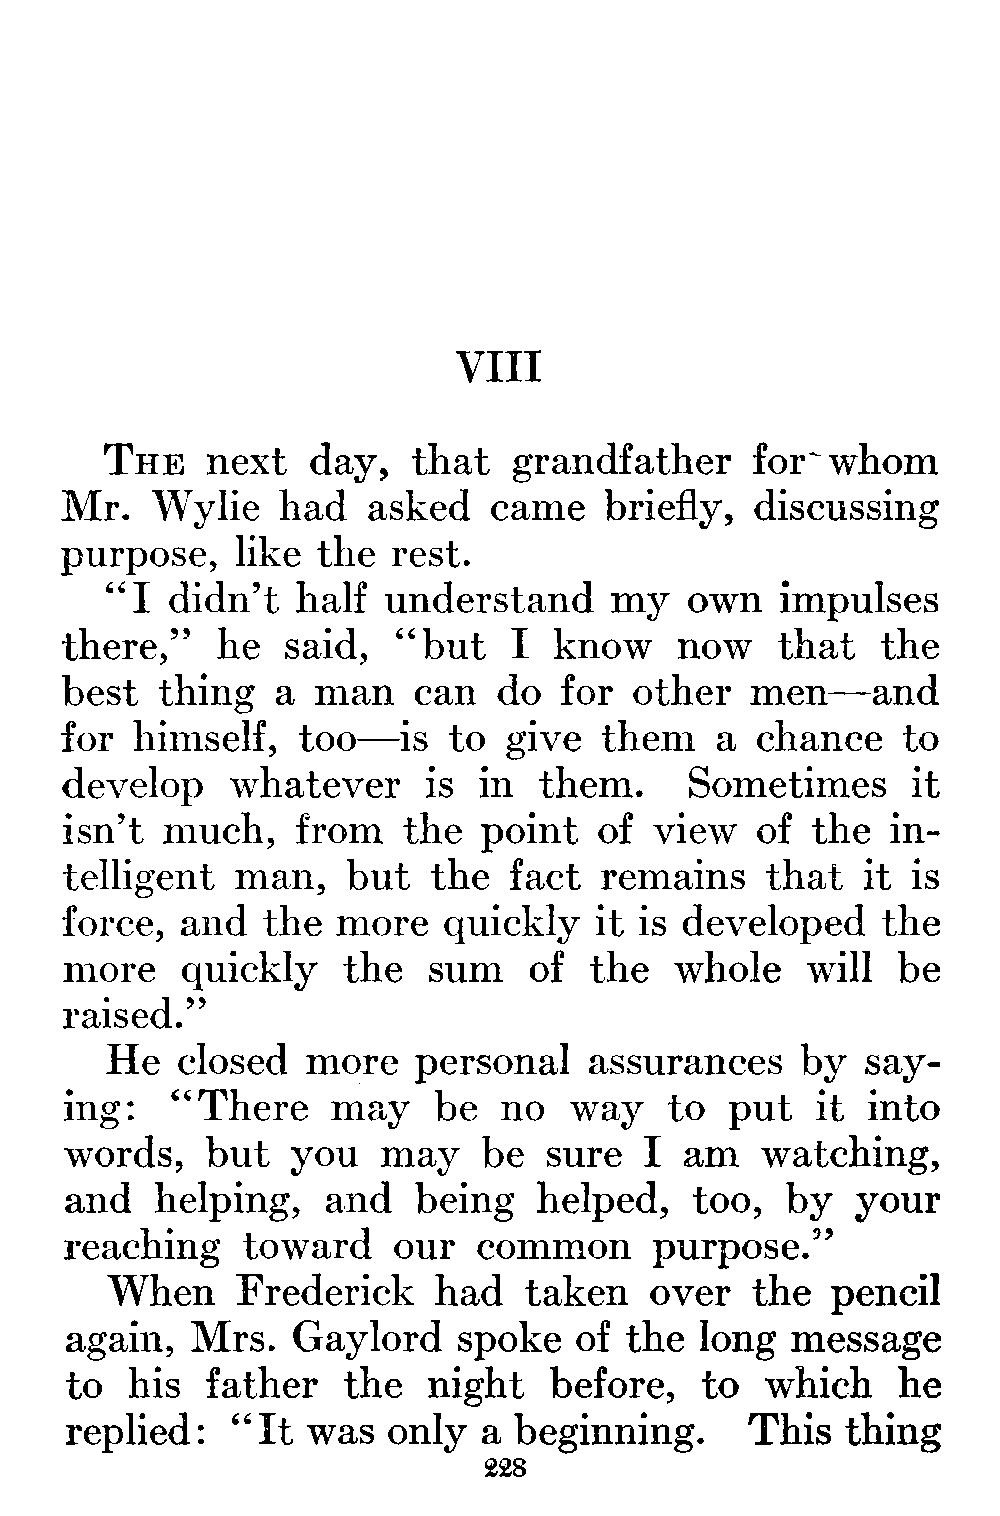 VIII
THE next day, that grandfather for whom
Mr. Wylie had asked came briefly, discussing
purpose, like the rest.
“I didn’t half understand my own impulses
there,” he said, “but I know now that the
best thing a man can do for other men—and
for himself, too—is to give them a chance to
develop whatever is in them. Sometimes it
isn’t much, from the point of view of the in-
telligent man, but the fact remains that it is
force, and the more quickly it is developed the
more quickly the sum of the whole will be
raised.”
He closed more personal assurances by say-
ing: “There may be no way to put it into
words, but you may be sure I am watching,
and helping, and being helped, too, by your
reaching toward our common purpose.”
When Frederick had taken over the pencil
again, Mrs. Gaylord spoke of the long message
to his father the night before, to which he
replied: “It was only a beginning. This thing
228